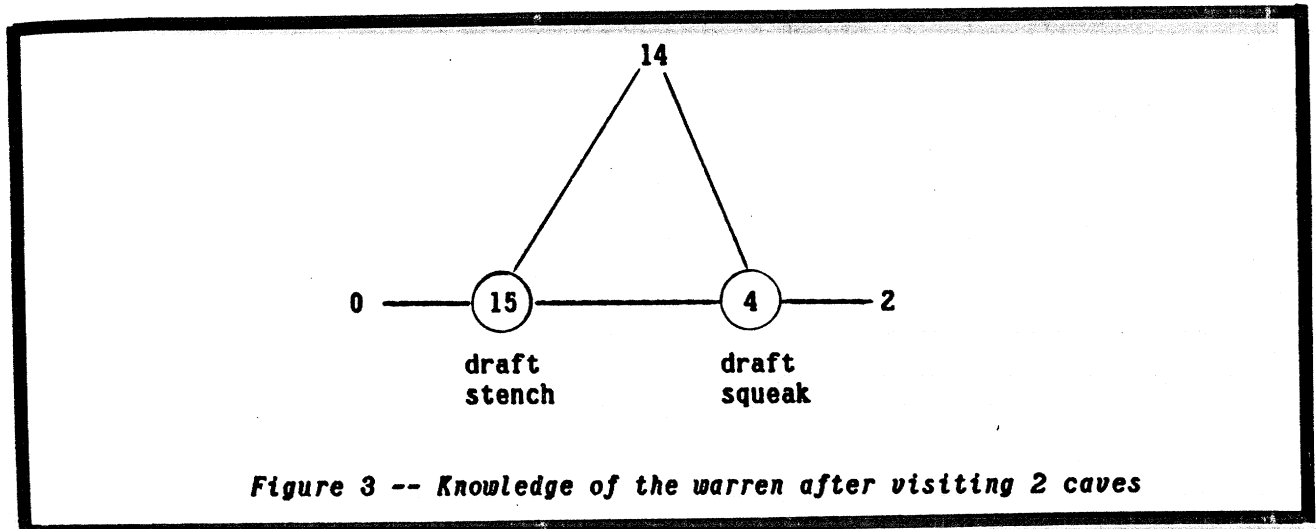 14
0 15 4 2
draft draft
stench squeak
Figure 3 -- Knowledge of the warren after visiting 2 caves